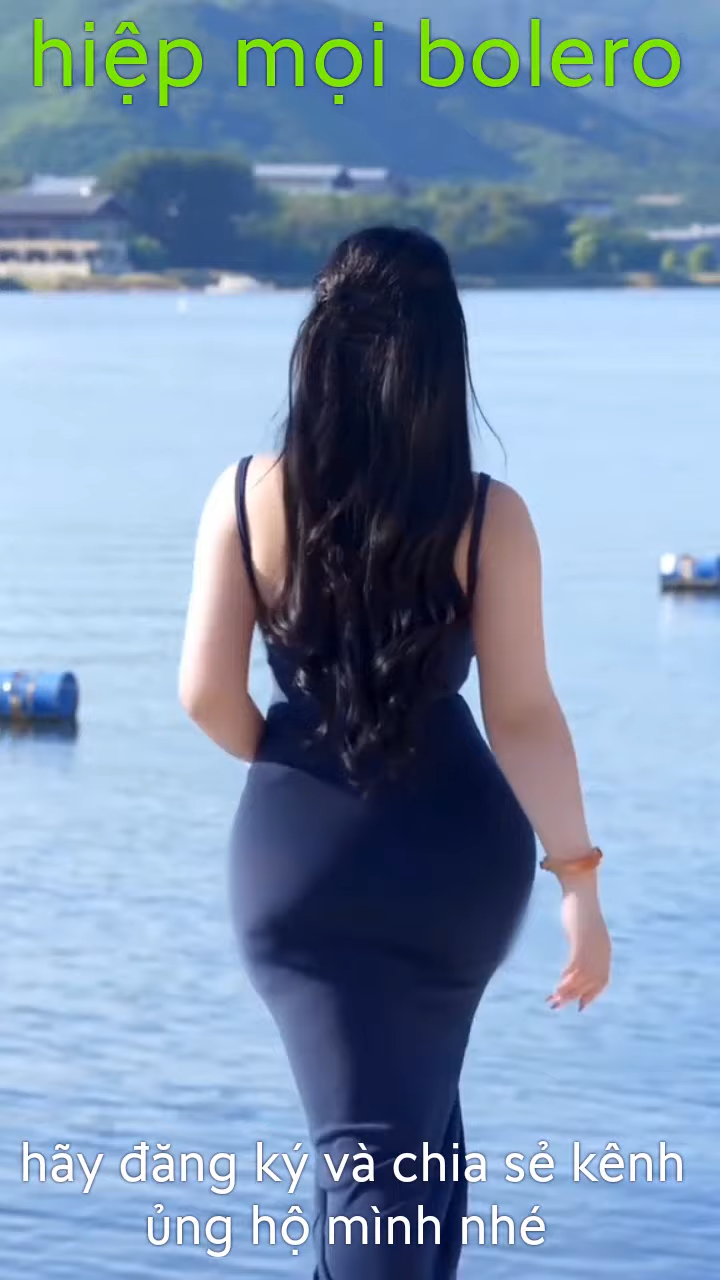 hiệp mọi bolero
hãy đăng ký và chia sẻ kênh
ủng hộ mình nhé